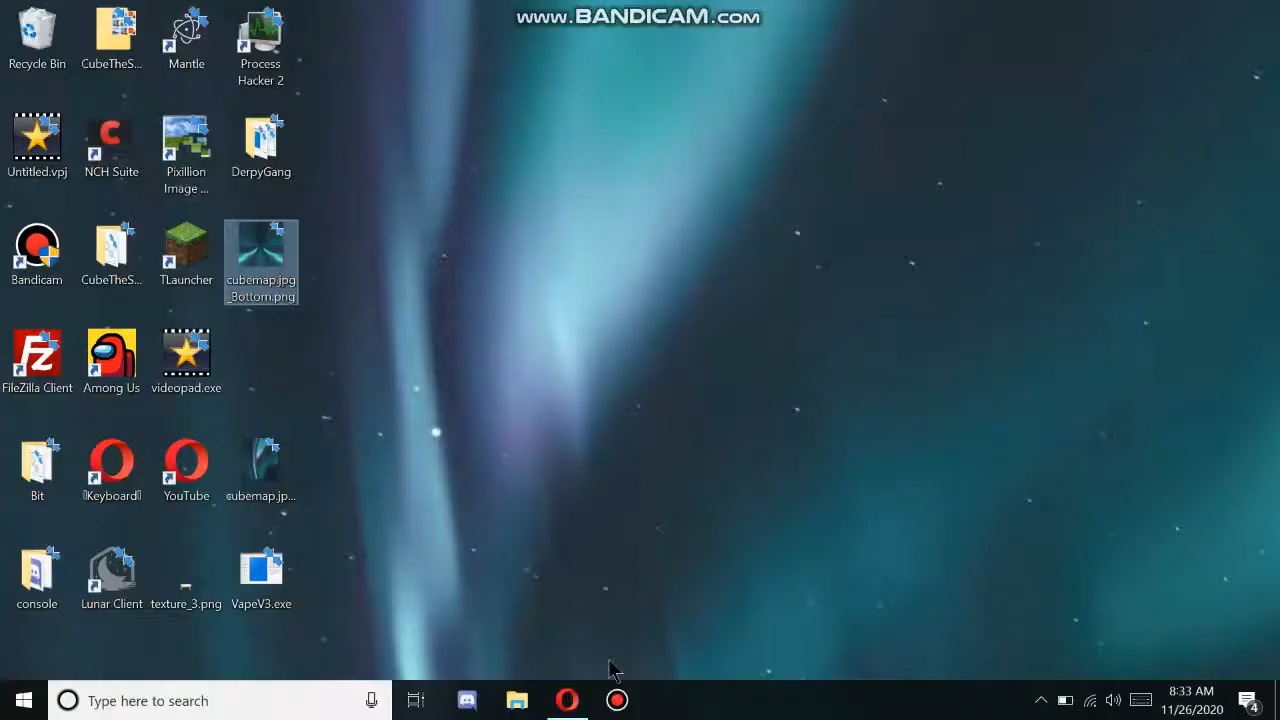 www.BANDICAM.com
Recycle Bin
CubeTheS...
Mantle
Process
Hacker 2
Untitled.vpj
NCH Suite
Pixillion
Image ...
DerpyGang
Bandicam
CubeTheS...
TLauncher
cubemap.jpg
_Bottom.png
FileZilla Client
Among Us
videopad.exe
Bit
▯Keyboard▯
YouTube
cubemap.jp...
console
Lunar Client
texture_3.png
VapeV3.exe
Type here to search
8:33 AM
11/26/2020
4